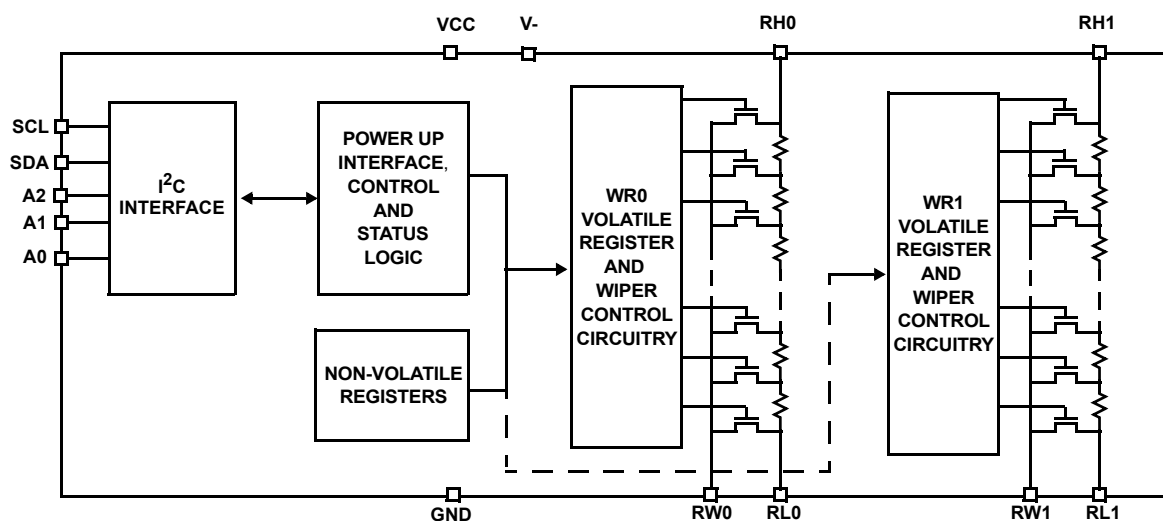 VCC
V-
RH0
RH1
SCL
SDA
A2
A1
A0
I²C
INTERFACE
POWER UP
INTERFACE,
CONTROL
AND
STATUS
LOGIC
NON-VOLATILE
REGISTERS
WR0
VOLATILE
REGISTER
AND
WIPER
CONTROL
CIRCUITRY
WR1
VOLATILE
REGISTER
AND
WIPER
CONTROL
CIRCUITRY
GND
RW0
RL0
RW1
RL1